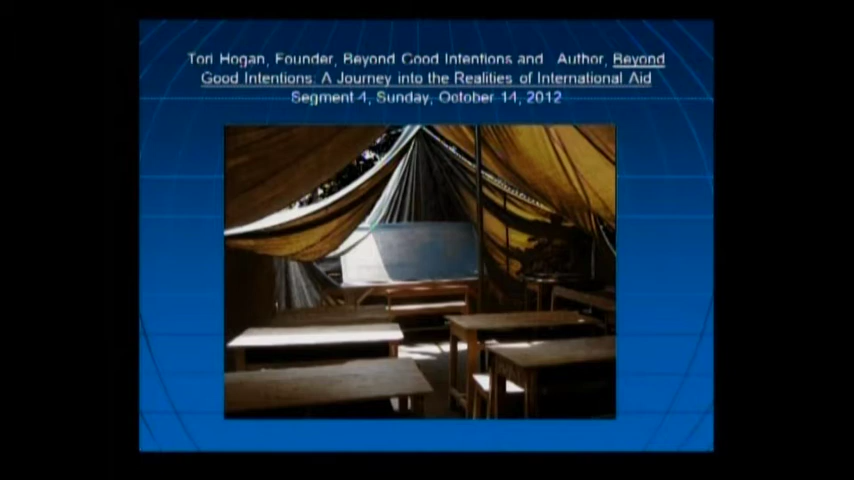 Tori Hogan, Founder, Beyond Good Intentions and Author, Beyond
Good Intentions: A Journey into the Realities of International Aid
Segment 4, Sunday, October 14, 2012